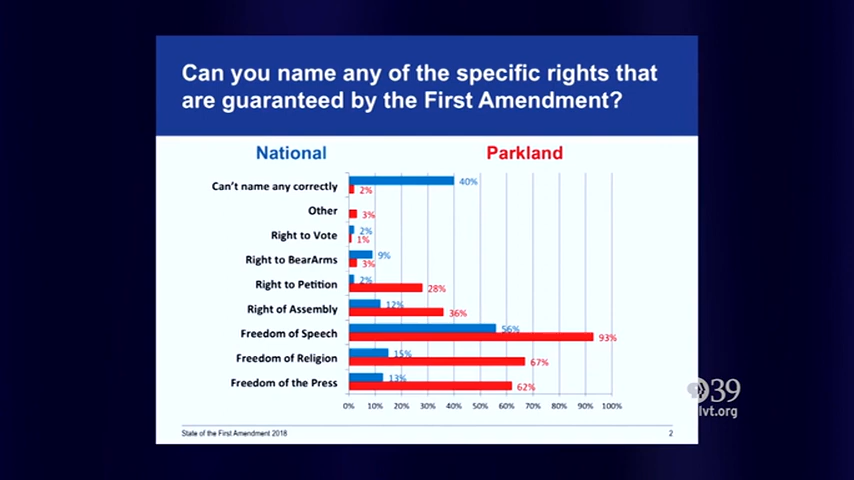 Can you name any of the specific rights that
are guaranteed by the First Amendment?
National Parkland
Can't name any correctly 40% 2%
Other 3%
Right to Vote 2% 1%
Right to BearArms 9% 3%
Right to Petition 2% 28%
Right of Assembly 12% 36%
Freedom of Speech 56% 93%
Freedom of Religion 15% 67%
Freedom of the Press 13% 62%
0% 10% 20% 30% 40% 50% 60% 70% 80% 90% 100%
State of the First Amendment 2018 2
39
lvt.org